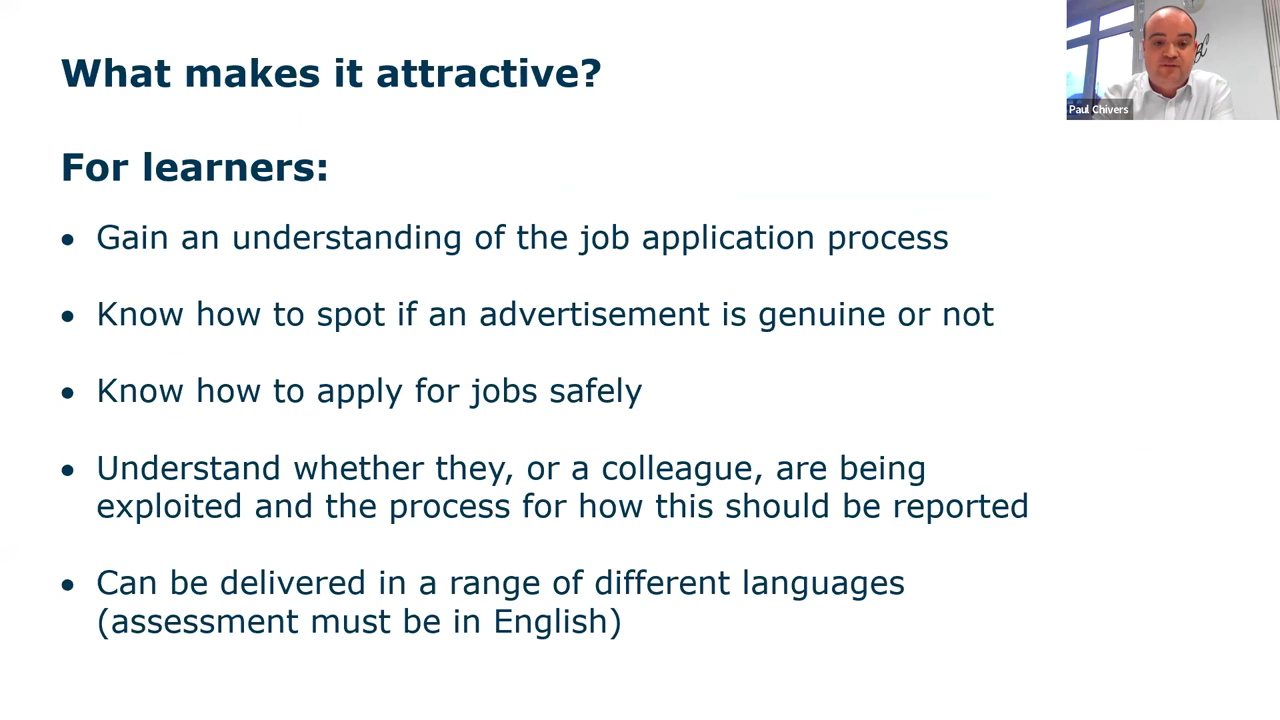 What makes it attractive?
Paul Chivers
For learners:
• Gain an understanding of the job application process
• Know how to spot if an advertisement is genuine or not
• Know how to apply for jobs safely
• Understand whether they, or a colleague, are being
exploited and the process for how this should be reported
• Can be delivered in a range of different languages
(assessment must be in English)